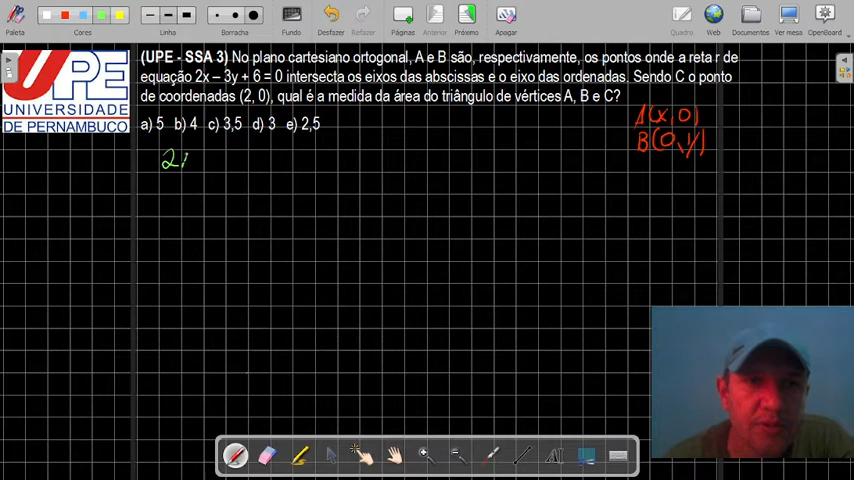 Paleta
Cores
Linha
Borracha
Fundo
Desfazer
Refazer
Páginas
Anterior
Próximo
Apagar
Quadro
Web
Documentos
Ver mesa
OpenBoard
UPE
UNIVERSIDADE
DE PERNAMBUCO
(UPE - SSA 3) No plano cartesiano ortogonal, A e B são, respectivamente, os pontos onde a reta r de
equação 2x – 3y + 6 = 0 intersecta os eixos das abscissas e o eixo das ordenadas. Sendo C o ponto
de coordenadas (2, 0), qual é a medida da área do triângulo de vértices A, B e C?
a) 5 b) 4 c) 3,5 d) 3 e) 2,5
A(x,0)
B(0,y)